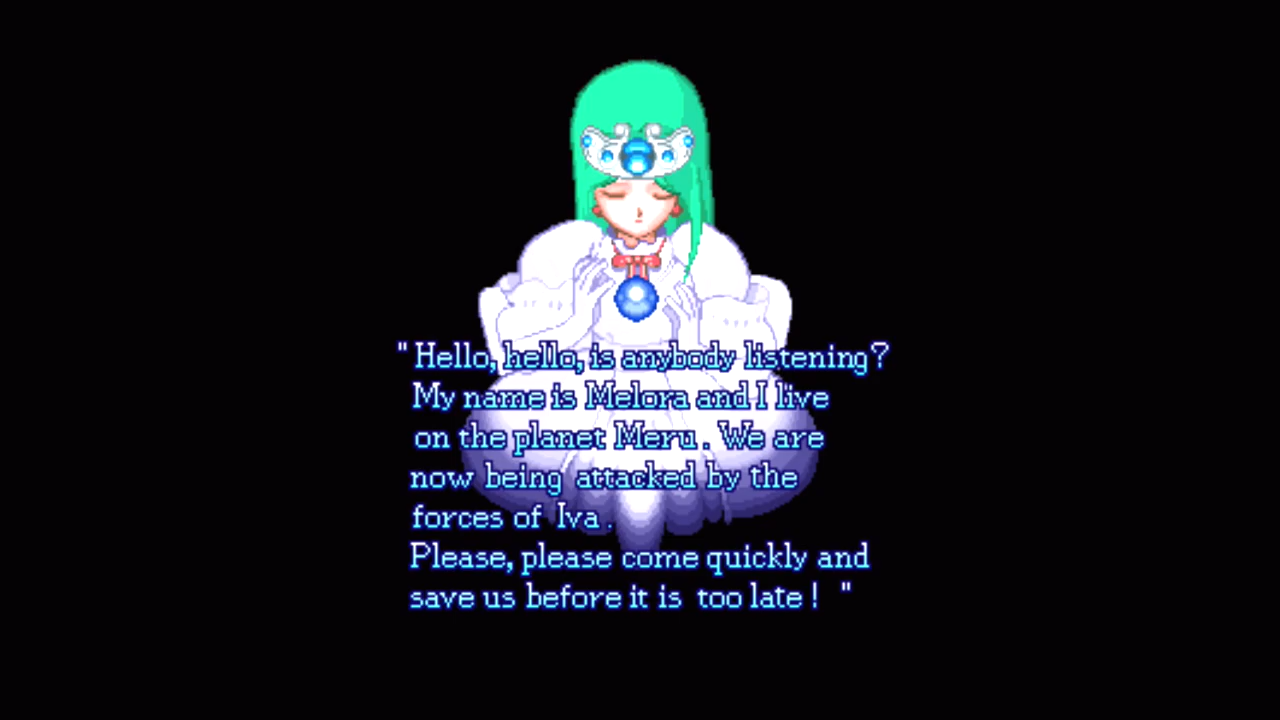 "Hello, hello, is anybody listening?
My name is Melora and I live
on the planet Meru. We are
now being attacked by the
forces of Iva.
Please, please come quickly and
save us before it is too late! "